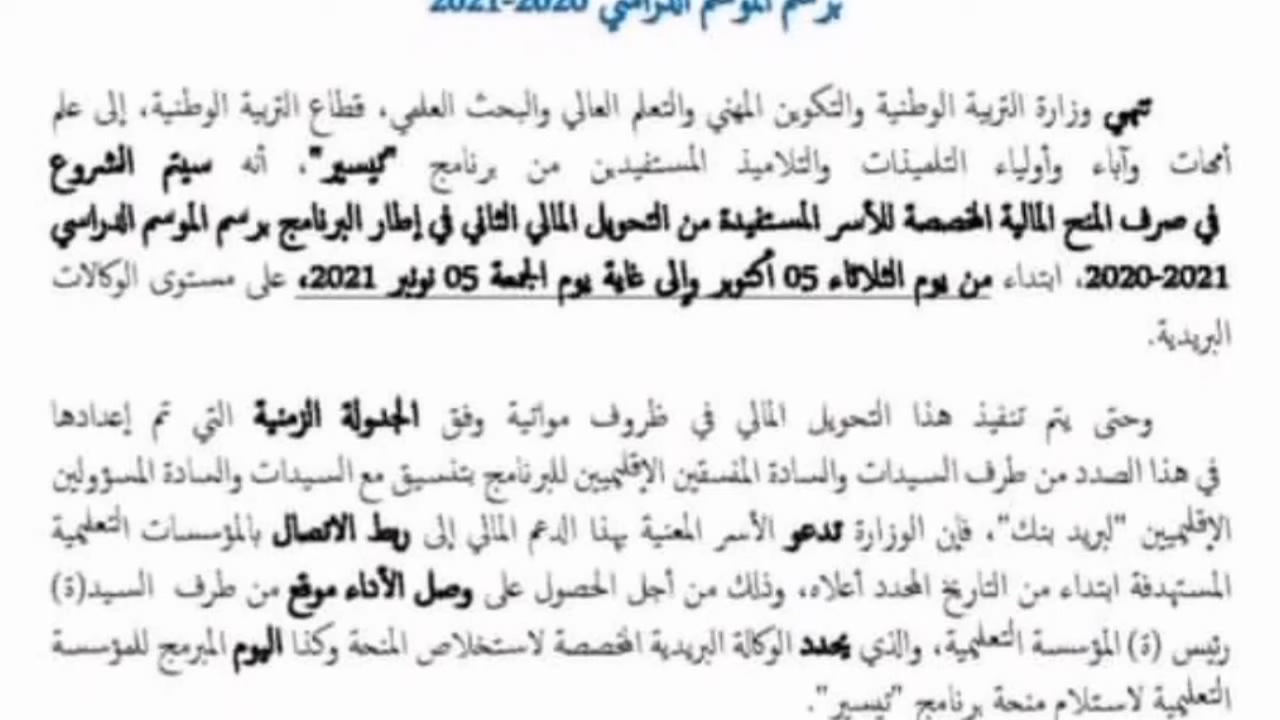 برسم الموسم الدراسي 2020-2021
تنهي وزارة التربية الوطنية والتكوين المهني والتعلم العالي والبحث العلمي، قطاع التربية الوطنية، إلى علم
أمهات وآباء وأولياء التلميذات والتلاميذ المستفيدين من برنامج "تيسير"، أنه سيتم الشروع
في صرف المنح المالية المخصصة للأسر المستفيدة من التحويل المالي الثاني في إطار البرنامج برسم الموسم الدراسي
2020-2021، ابتداء من يوم الثلاثاء 05 أكتوبر وإلى غاية يوم الجمعة 05 نونبر 2021، على مستوى الوكالات
البريدية.
وحتى يتم تنفيذ هذا التحويل المالي في ظروف مواتية وفق الجدولة الزمنية التي تم إعدادها
في هذا الصدد من طرف السيدات والسادة المنسقين الإقليميين للبرنامج بتنسيق مع السيدات والسادة المسؤولين
الإقليميين "لبريد بنك"، فإن الوزارة تدعو الأسر المعنية بهذا الدعم المالي إلى ربط الاتصال بالمؤسسات التعليمية
المستهدفة ابتداء من التاريخ المحدد أعلاه، وذلك من أجل الحصول على وصل الأداء موقع من طرف السيد(ة)
رئيس (ة) المؤسسة التعليمية، والذي يحدد الوكالة البريدية المخصصة لاستخلاص المنحة وكذا اليوم المبرمج للمؤسسة
التعليمية لاستلام منحة برنامج "تيسير".